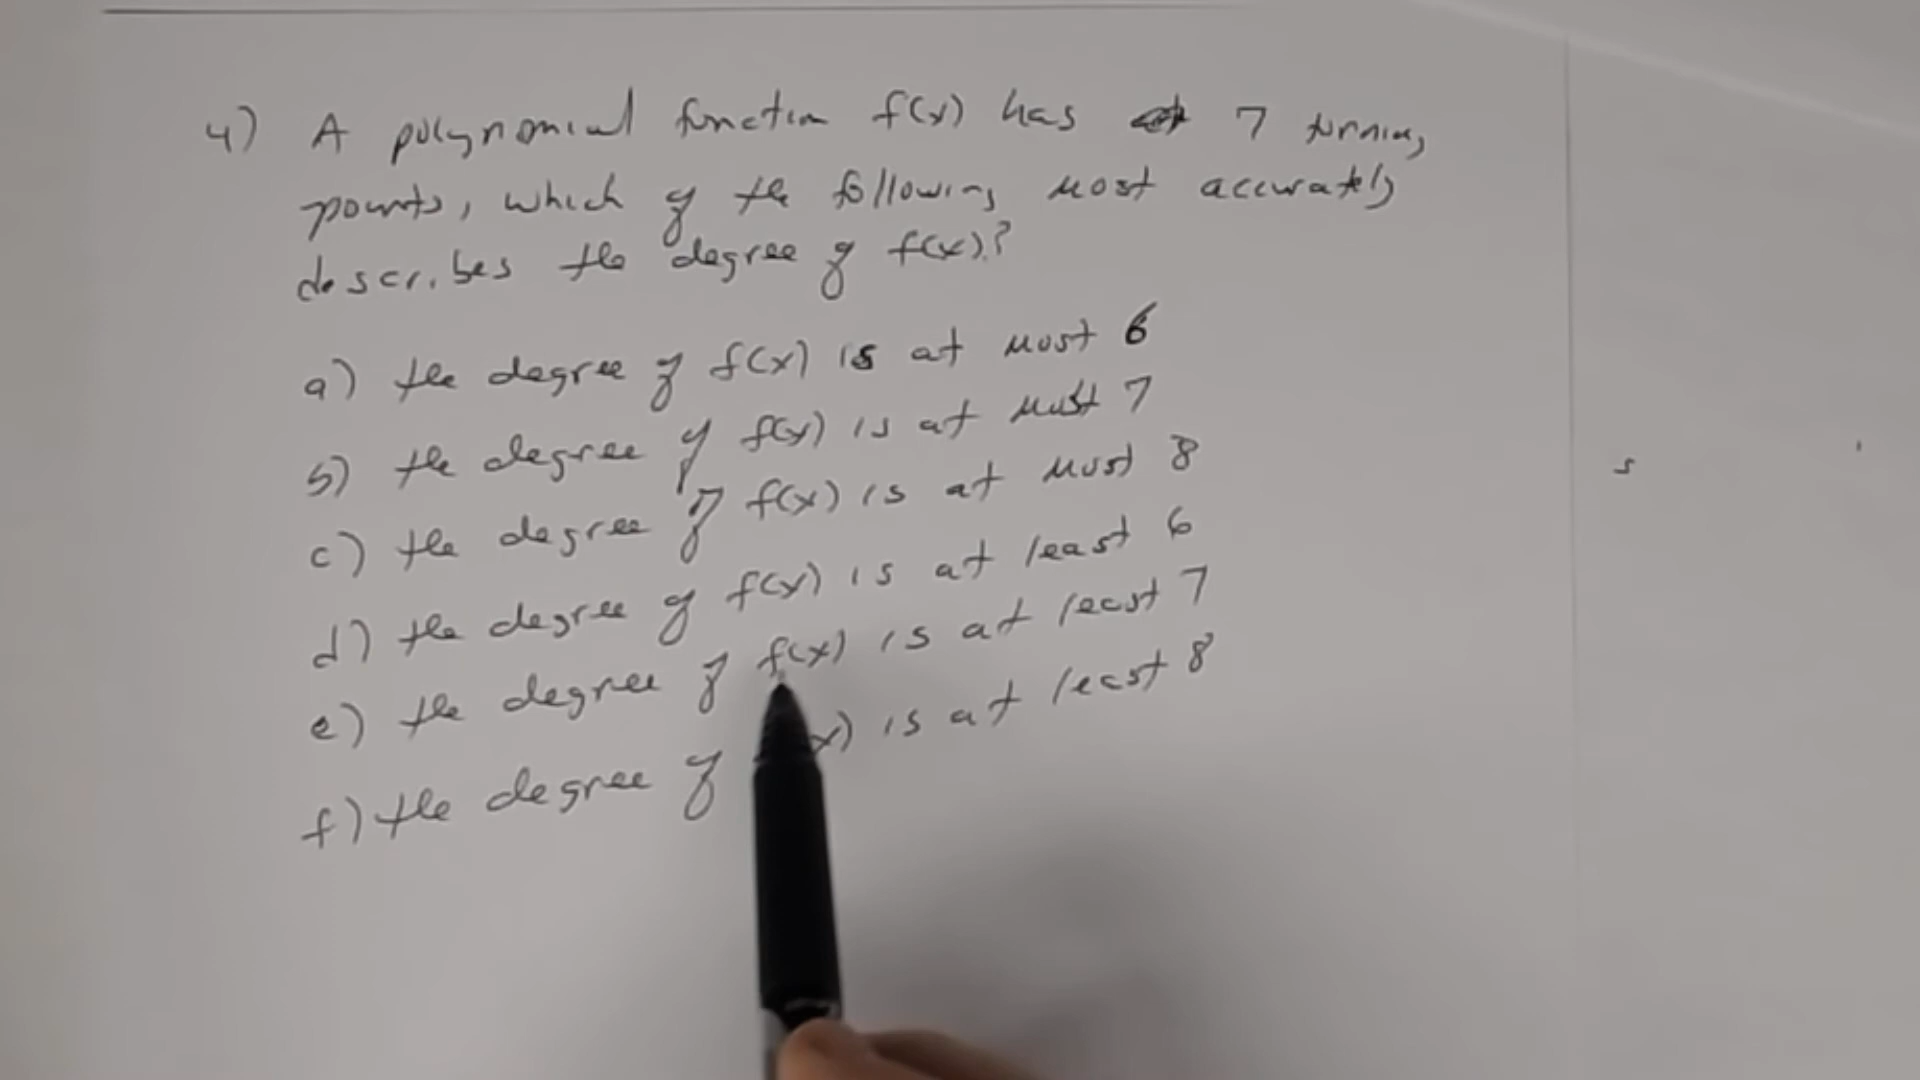 4) A polynomial function f(x) has 7 turning
points, which of the following most accurately
describes the degree of f(x)?
a) the degree of f(x) is at most 6
b) the degree of f(x) is at most 7
c) the degree of f(x) is at most 8
d) the degree of f(x) is at least 6
e) the degree of f(x) is at least 7
f) the degree of x) is at least 8
s